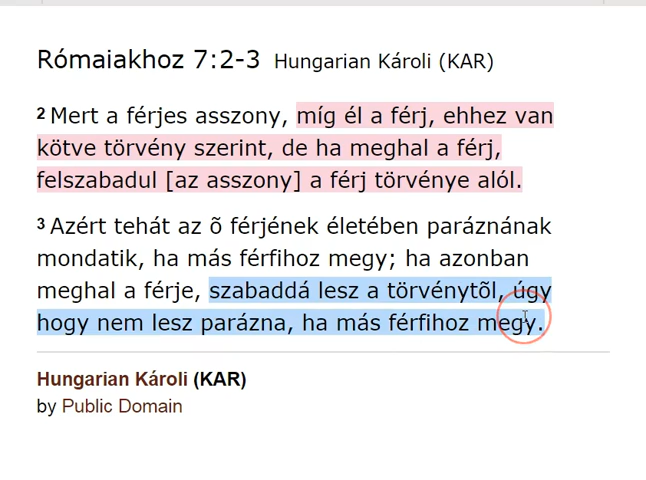 Rómaiakhoz 7:2-3 Hungarian Károli (KAR)
2 Mert a férjes asszony, míg él a férj, ehhez van
kötve törvény szerint, de ha meghal a férj,
felszabadul [az asszony] a férj törvénye alól.
3 Azért tehát az õ férjének életében paráznának
mondatik, ha más férfihoz megy; ha azonban
meghal a férje, szabaddá lesz a törvénytõl, úgy
hogy nem lesz parázna, ha más férfihoz megy.
Hungarian Károli (KAR)
by Public Domain